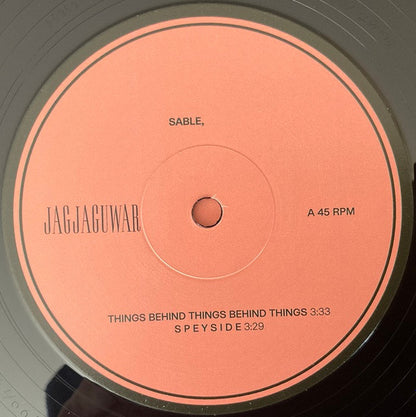 SABLE,
JAGJAGUWAR
A 45 RPM
THINGS BEHIND THINGS BEHIND THINGS 3:33
SPEYSIDE 3:29